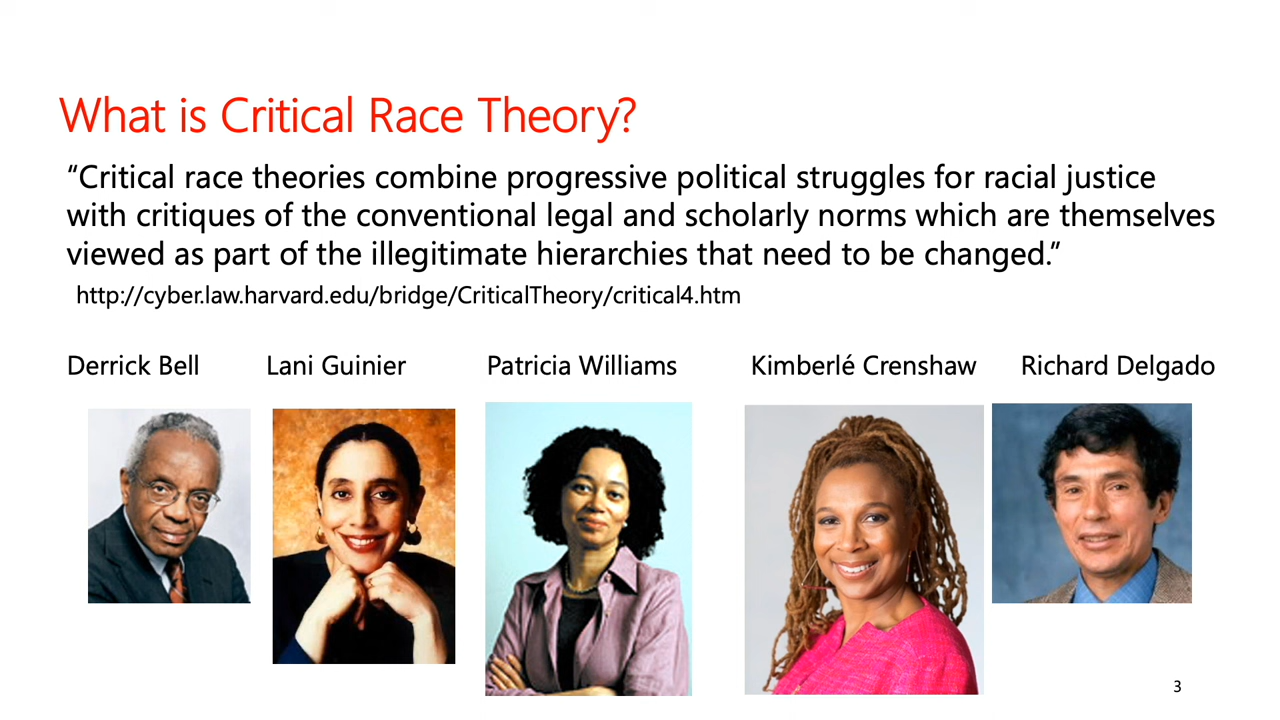 What is Critical Race Theory?
“Critical race theories combine progressive political struggles for racial justice
with critiques of the conventional legal and scholarly norms which are themselves
viewed as part of the illegitimate hierarchies that need to be changed.”
http://cyber.law.harvard.edu/bridge/CriticalTheory/critical4.htm
Derrick Bell Lani Guinier Patricia Williams Kimberlé Crenshaw Richard Delgado
3